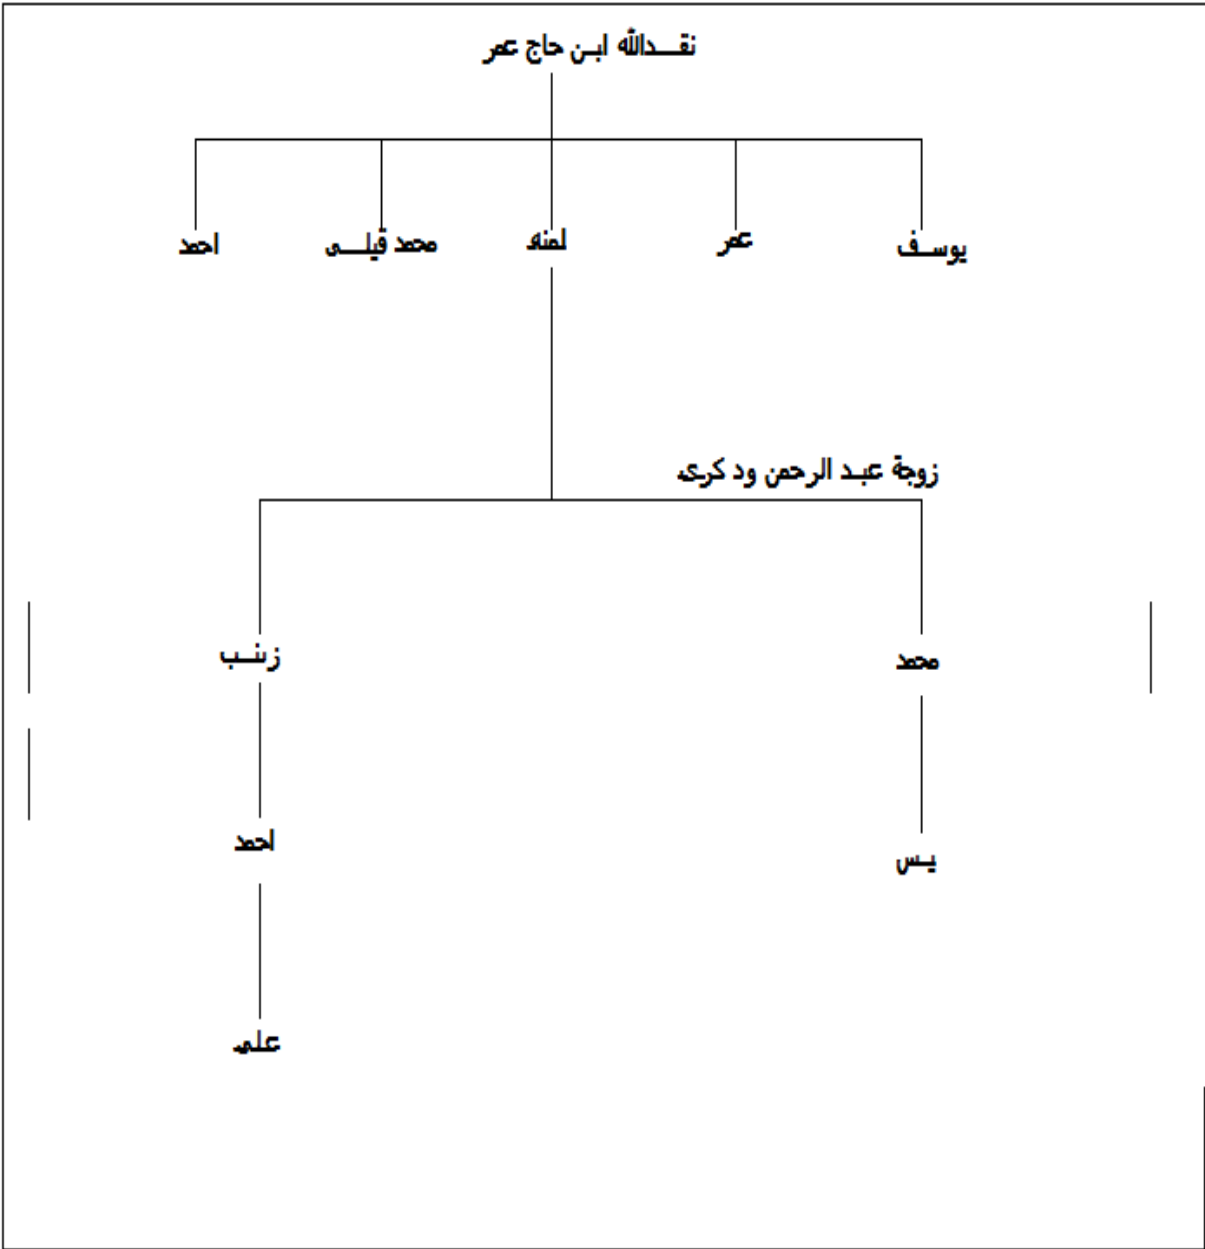 نقدالله ابن حاج عمر
يوسف عمر لمنه محمد قيلى احمد
زوجة عبد الرحمن ود كرى
محمد زنب
احمد
يس
على